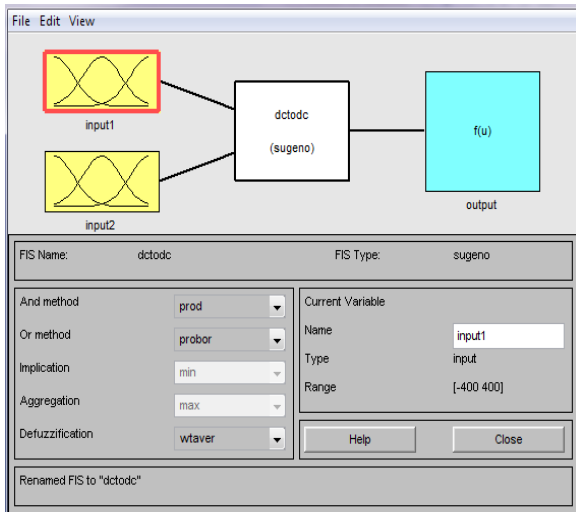 File Edit View
input1
dctodc
(sugeno)
f(u)
output
input2
FIS Name: dctodc FIS Type: sugeno
And method prod
Or method probor
Implication min
Aggregation max
Defuzzification wtaver
Current Variable
Name input1
Type input
Range [-400 400]
Help Close
Renamed FIS to "dctodc"